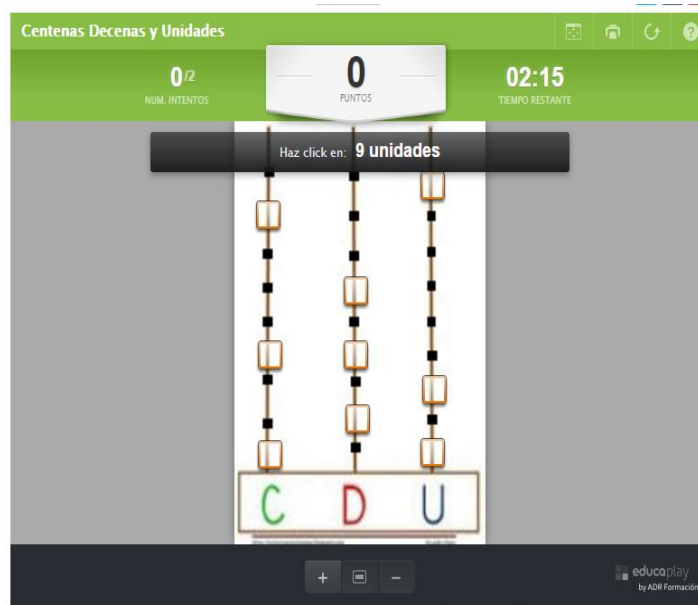 Centenas Decenas y Unidades
0/2
NUM. INTENTOS
0
PUNTOS
02:15
TIEMPO RESTANTE
Haz click en: 9 unidades
C D U
+ −
educaplay
by ADR Formación